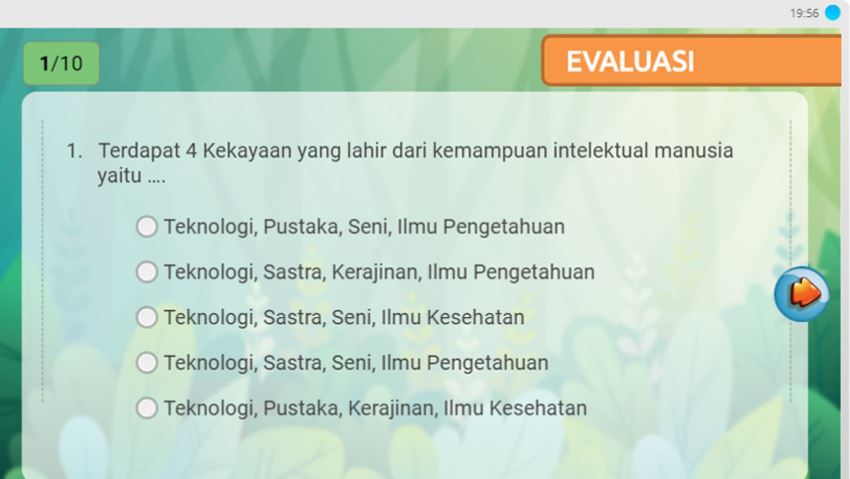 19:56
1/10
EVALUASI
1. Terdapat 4 Kekayaan yang lahir dari kemampuan intelektual manusia
yaitu ....
Teknologi, Pustaka, Seni, Ilmu Pengetahuan
Teknologi, Sastra, Kerajinan, Ilmu Pengetahuan
Teknologi, Sastra, Seni, Ilmu Kesehatan
Teknologi, Sastra, Seni, Ilmu Pengetahuan
Teknologi, Pustaka, Kerajinan, Ilmu Kesehatan